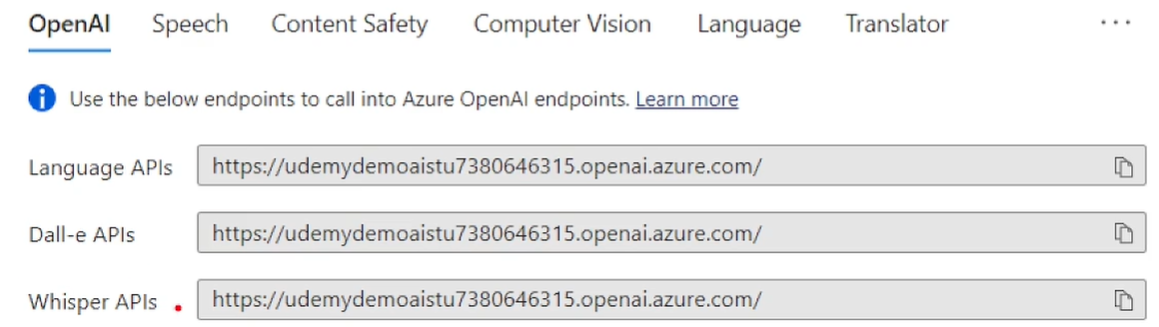 OpenAI Speech Content Safety Computer Vision Language Translator ...
Use the below endpoints to call into Azure OpenAI endpoints. Learn more
Language APIs https://udemydemoaistu7380646315.openai.azure.com/
Dall-e APIs https://udemydemoaistu7380646315.openai.azure.com/
Whisper APIs https://udemydemoaistu7380646315.openai.azure.com/